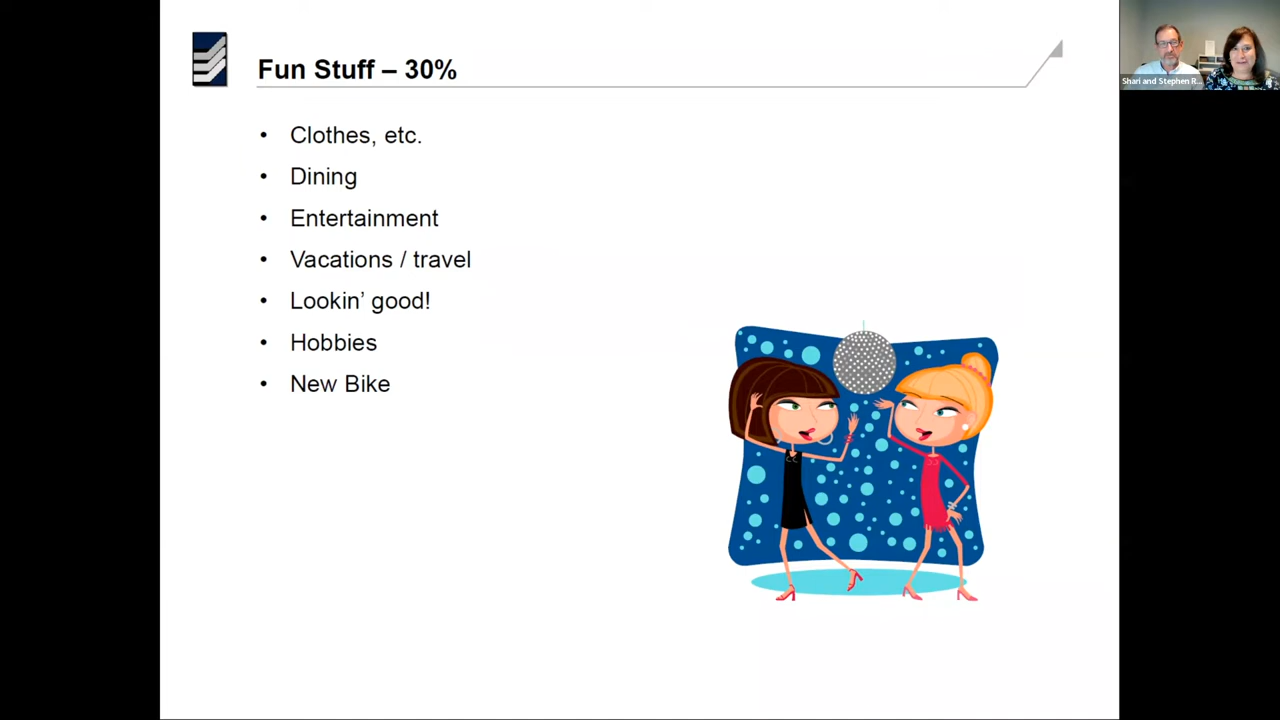 Fun Stuff – 30%
• Clothes, etc.
• Dining
• Entertainment
• Vacations / travel
• Lookin’ good!
• Hobbies
• New Bike
Shari and Stephen R...